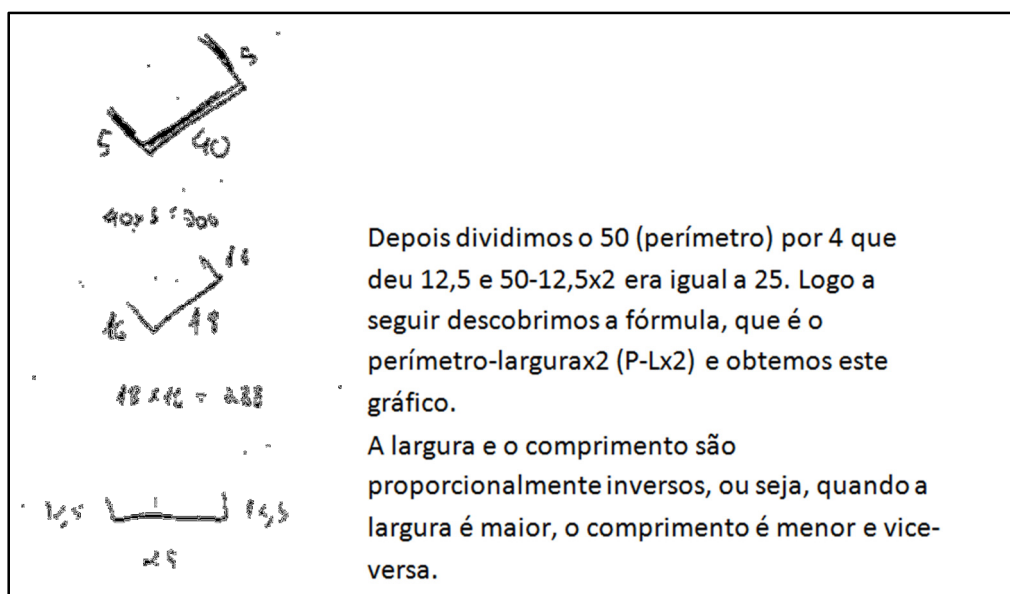 5
5
40
40x5=200
16
16
18
18x16 = 288
12,5
12,5
25
Depois dividimos o 50 (perímetro) por 4 que
deu 12,5 e 50-12,5x2 era igual a 25. Logo a
seguir descobrimos a fórmula, que é o
perímetro-largurax2 (P-Lx2) e obtemos este
gráfico.
A largura e o comprimento são
proporcionalmente inversos, ou seja, quando a
largura é maior, o comprimento é menor e vice-
versa.